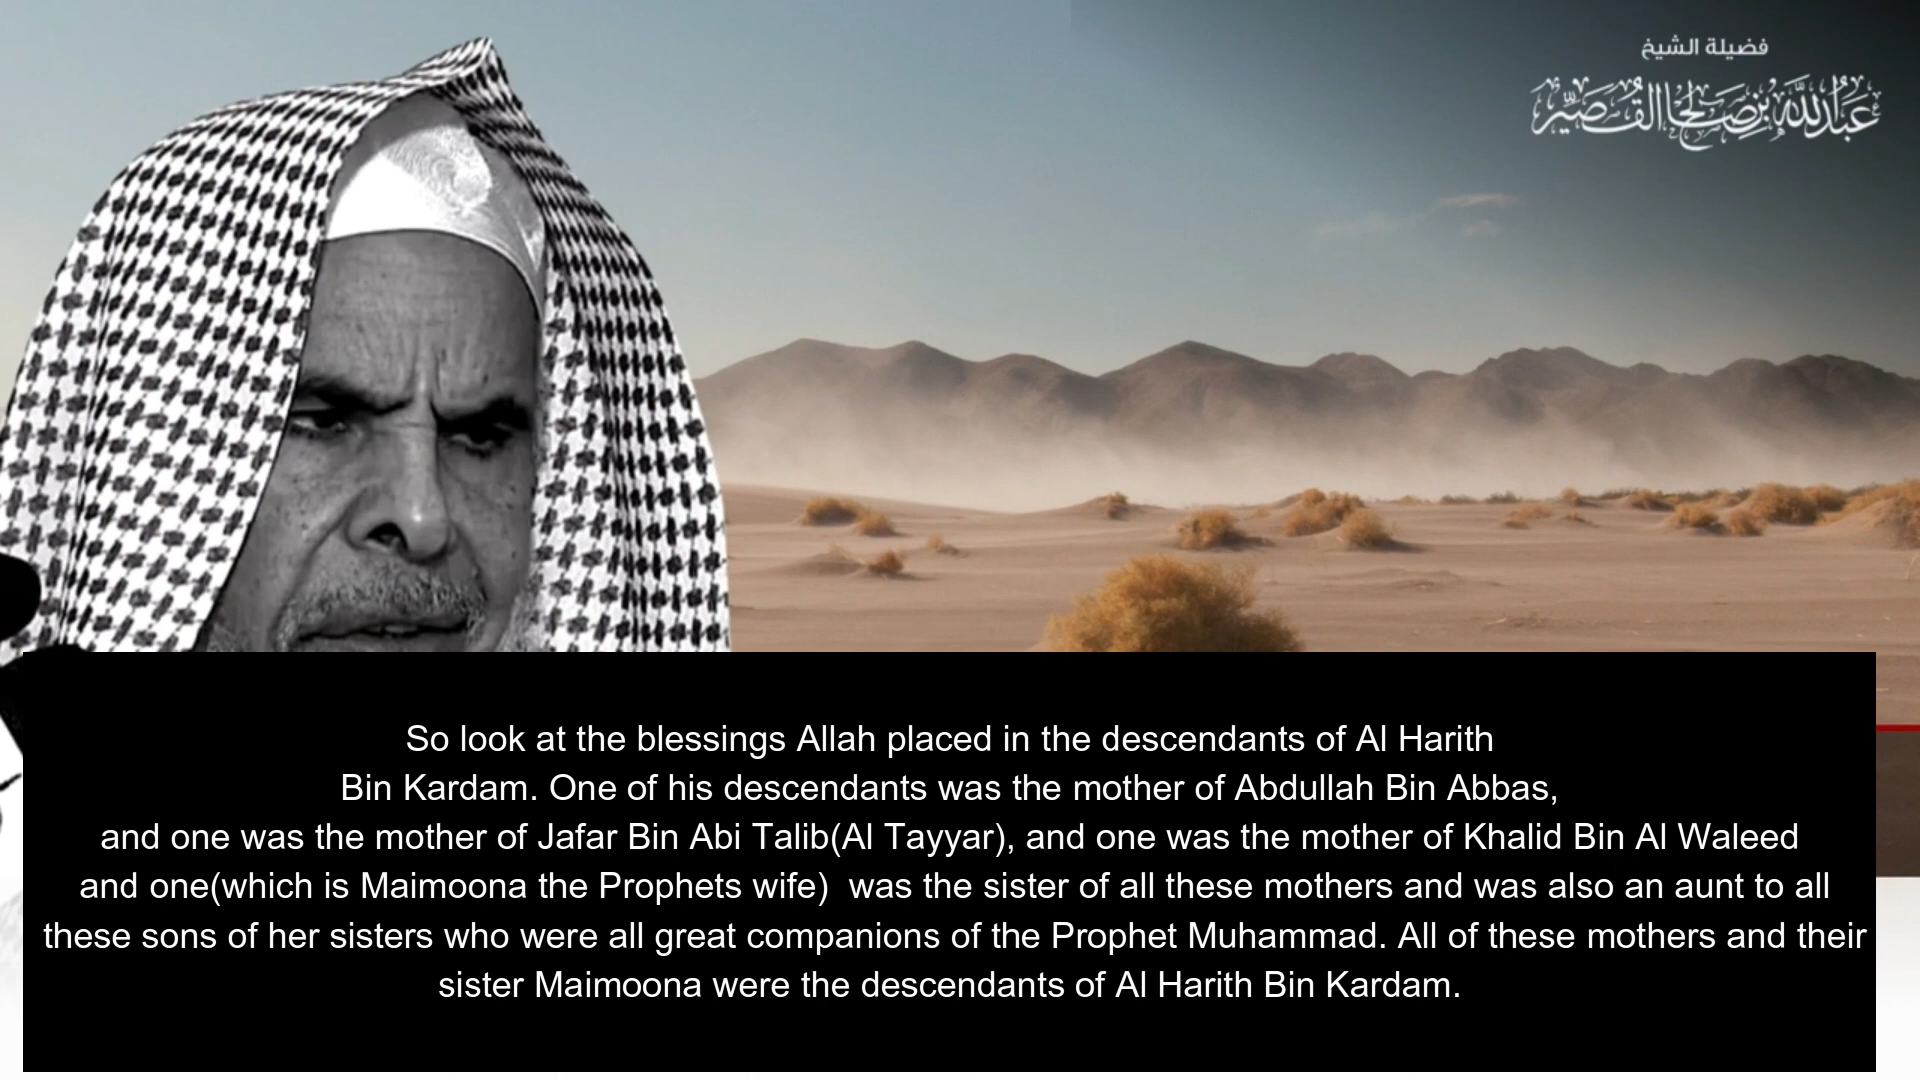 فضيلة الشيخ
عبدالله بن صالح القصير
So look at the blessings Allah placed in the descendants of Al Harith
Bin Kardam. One of his descendants was the mother of Abdullah Bin Abbas,
and one was the mother of Jafar Bin Abi Talib(Al Tayyar), and one was the mother of Khalid Bin Al Waleed
and one(which is Maimoona the Prophets wife)  was the sister of all these mothers and was also an aunt to all
these sons of her sisters who were all great companions of the Prophet Muhammad. All of these mothers and their
sister Maimoona were the descendants of Al Harith Bin Kardam.